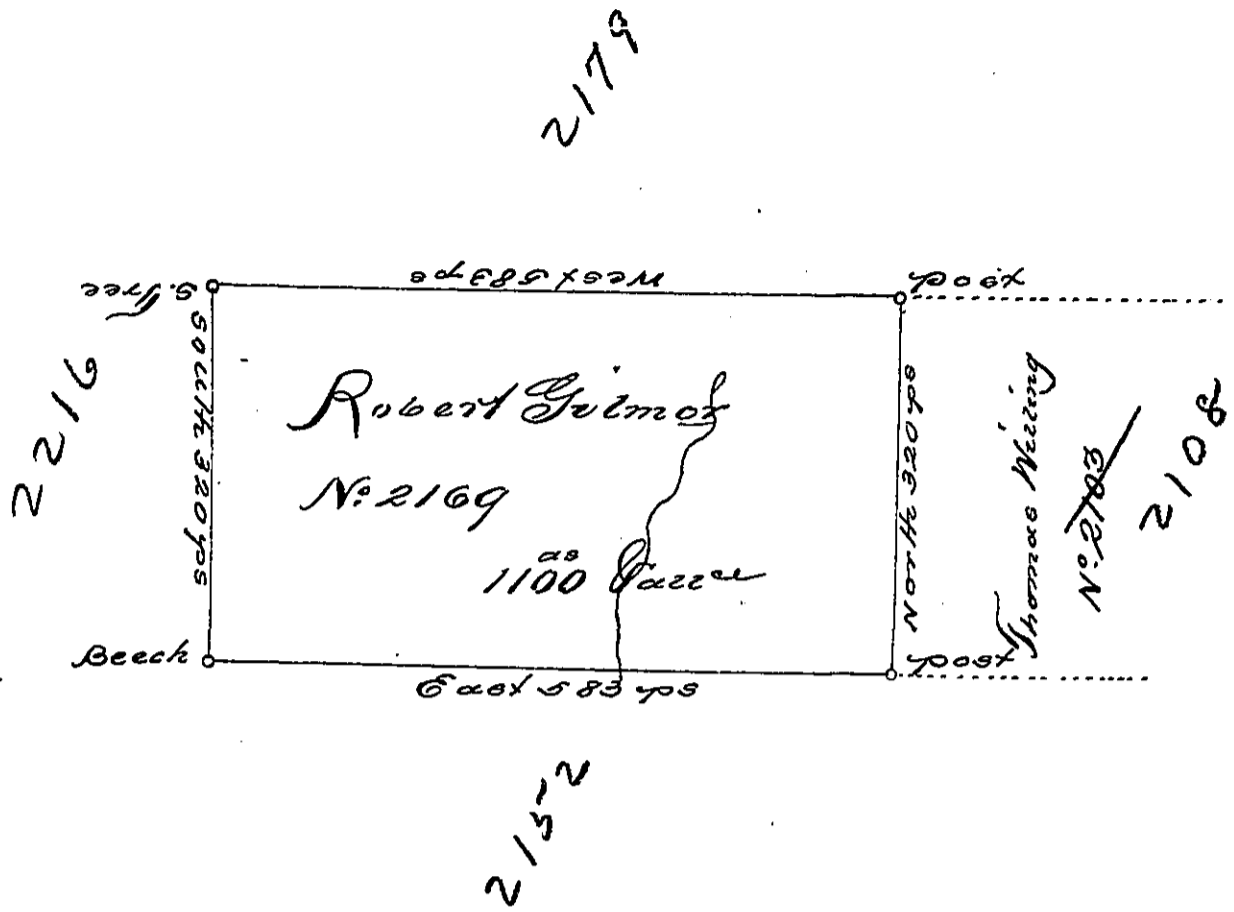 2179
S. Tree
West 583 ps
post
2216
South 320 ps
Robert Gilmor
No: 2169
1100 as
North 320 ps
Thomas Willing
No: 2103
2108
Beech
East 583 ps
post
2152